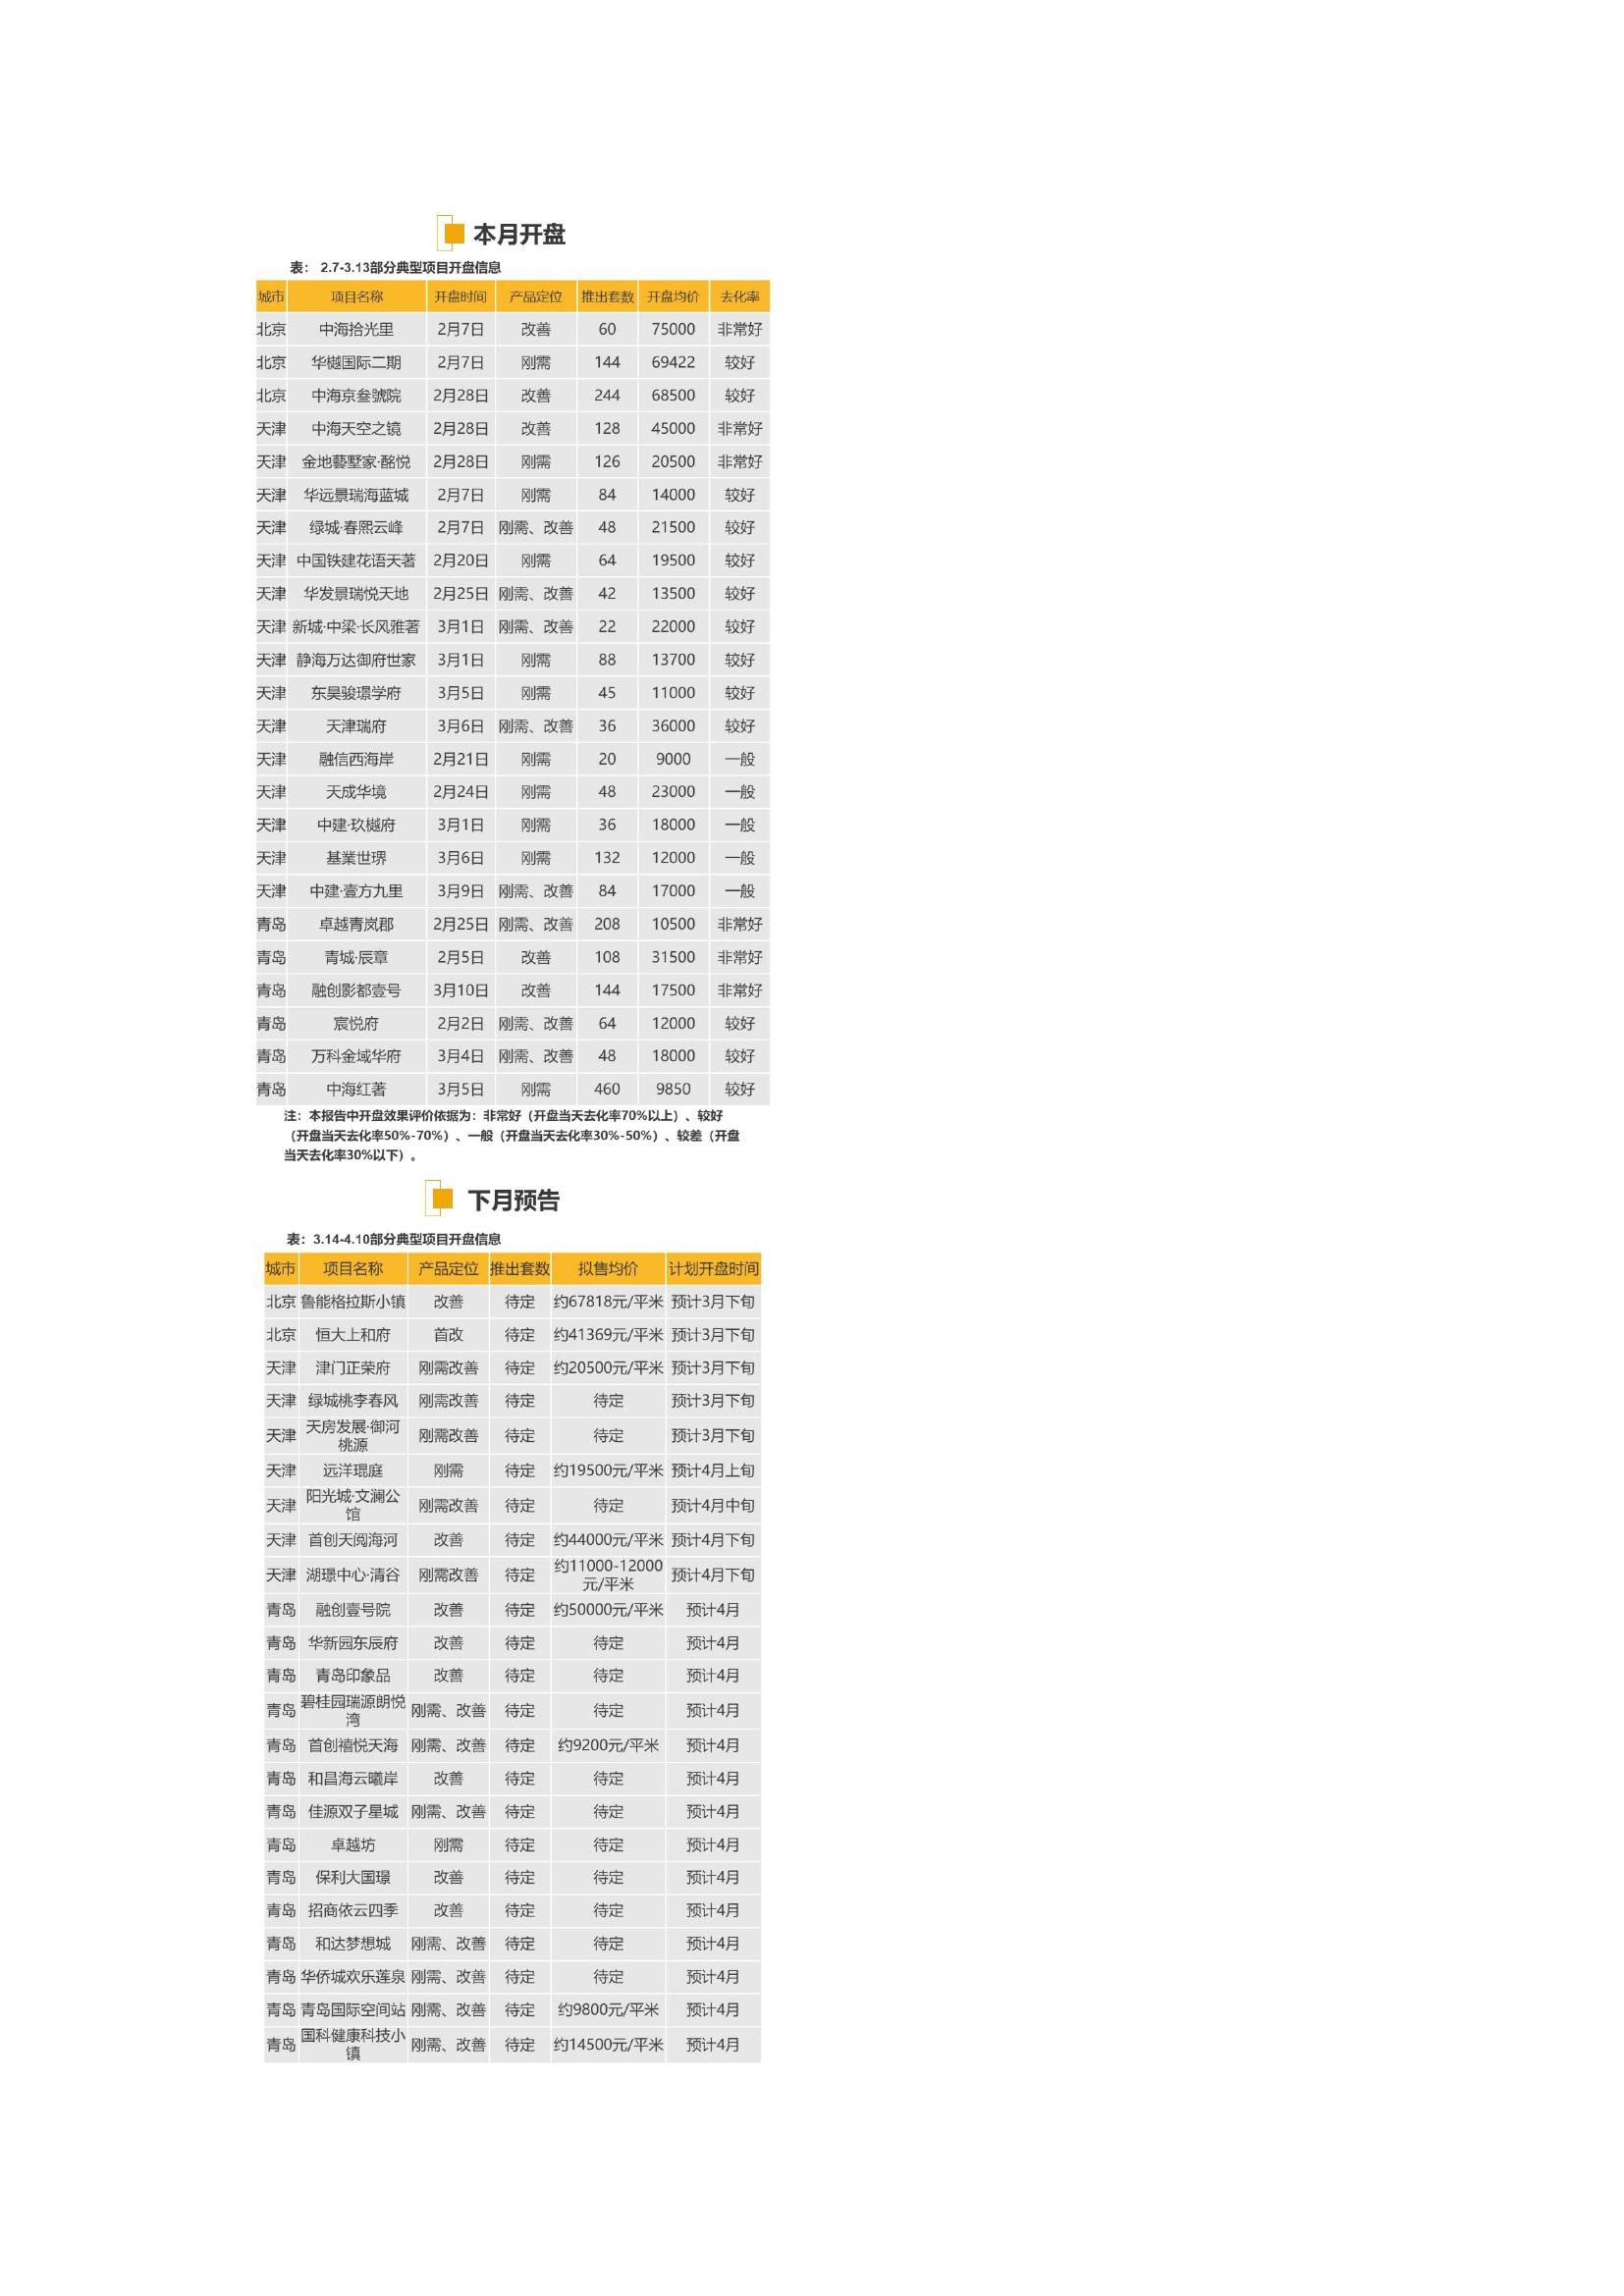 本月开盘
表： 2.7-3.13部分典型项目开盘信息
城市 项目名称 开盘时间 产品定位 推出套数 开盘均价 去化率
北京 中海拾光里 2月7日 改善 60 75000 非常好
北京 华樾国际二期 2月7日 刚需 144 69422 较好
北京 中海京叁號院 2月28日 改善 244 68500 较好
天津 中海天空之镜 2月28日 改善 128 45000 非常好
天津 金地藝墅家·酩悦 2月28日 刚需 126 20500 非常好
天津 华远景瑞海蓝城 2月7日 刚需 84 14000 较好
天津 绿城·春熙云峰 2月7日 刚需、改善 48 21500 较好
天津 中国铁建花语天著 2月20日 刚需 64 19500 较好
天津 华发景瑞悦天地 2月25日 刚需、改善 42 13500 较好
天津 新城·中梁·长风雅著 3月1日 刚需、改善 22 22000 较好
天津 静海万达御府世家 3月1日 刚需 88 13700 较好
天津 东昊骏璟学府 3月5日 刚需 45 11000 较好
天津 天津瑞府 3月6日 刚需、改善 36 36000 较好
天津 融信西海岸 2月21日 刚需 20 9000 一般
天津 天成华境 2月24日 刚需 48 23000 一般
天津 中建·玖樾府 3月1日 刚需 36 18000 一般
天津 基業世琾 3月6日 刚需 132 12000 一般
天津 中建·壹方九里 3月9日 刚需、改善 84 17000 一般
青岛 卓越青岚郡 2月25日 刚需、改善 208 10500 非常好
青岛 青城·辰章 2月5日 改善 108 31500 非常好
青岛 融创影都壹号 3月10日 改善 144 17500 非常好
青岛 宸悦府 2月2日 刚需、改善 64 12000 较好
青岛 万科金域华府 3月4日 刚需、改善 48 18000 较好
青岛 中海红著 3月5日 刚需 460 9850 较好
注：本报告中开盘效果评价依据为：非常好（开盘当天去化率70%以上）、较好
（开盘当天去化率50%-70%）、一般（开盘当天去化率30%-50%）、较差（开盘
当天去化率30%以下）。
下月预告
表：3.14-4.10部分典型项目开盘信息
城市 项目名称 产品定位 推出套数 拟售均价 计划开盘时间
北京 鲁能格拉斯小镇 改善 待定 约67818元/平米 预计3月下旬
北京 恒大上和府 首改 待定 约41369元/平米 预计3月下旬
天津 津门正荣府 刚需改善 待定 约20500元/平米 预计3月下旬
天津 绿城桃李春风 刚需改善 待定 待定 预计3月下旬
天津 天房发展·御河
桃源 刚需改善 待定 待定 预计3月下旬
天津 远洋琨庭 刚需 待定 约19500元/平米 预计4月上旬
天津 阳光城·文澜公
馆 刚需改善 待定 待定 预计4月中旬
天津 首创天阅海河 改善 待定 约44000元/平米 预计4月下旬
天津 湖璟中心·清谷 刚需改善 待定 约11000-12000
元/平米 预计4月下旬
青岛 融创壹号院 改善 待定 约50000元/平米 预计4月
青岛 华新园东辰府 改善 待定 待定 预计4月
青岛 青岛印象品 改善 待定 待定 预计4月
青岛 碧桂园瑞源朗悦
湾 刚需、改善 待定 待定 预计4月
青岛 首创禧悦天海 刚需、改善 待定 约9200元/平米 预计4月
青岛 和昌海云曦岸 改善 待定 待定 预计4月
青岛 佳源双子星城 刚需、改善 待定 待定 预计4月
青岛 卓越坊 刚需 待定 待定 预计4月
青岛 保利大国璟 改善 待定 待定 预计4月
青岛 招商依云四季 改善 待定 待定 预计4月
青岛 和达梦想城 刚需、改善 待定 待定 预计4月
青岛 华侨城欢乐莲泉 刚需、改善 待定 待定 预计4月
青岛 青岛国际空间站 刚需、改善 待定 约9800元/平米 预计4月
青岛 国科健康科技小
镇 刚需、改善 待定 约14500元/平米 预计4月